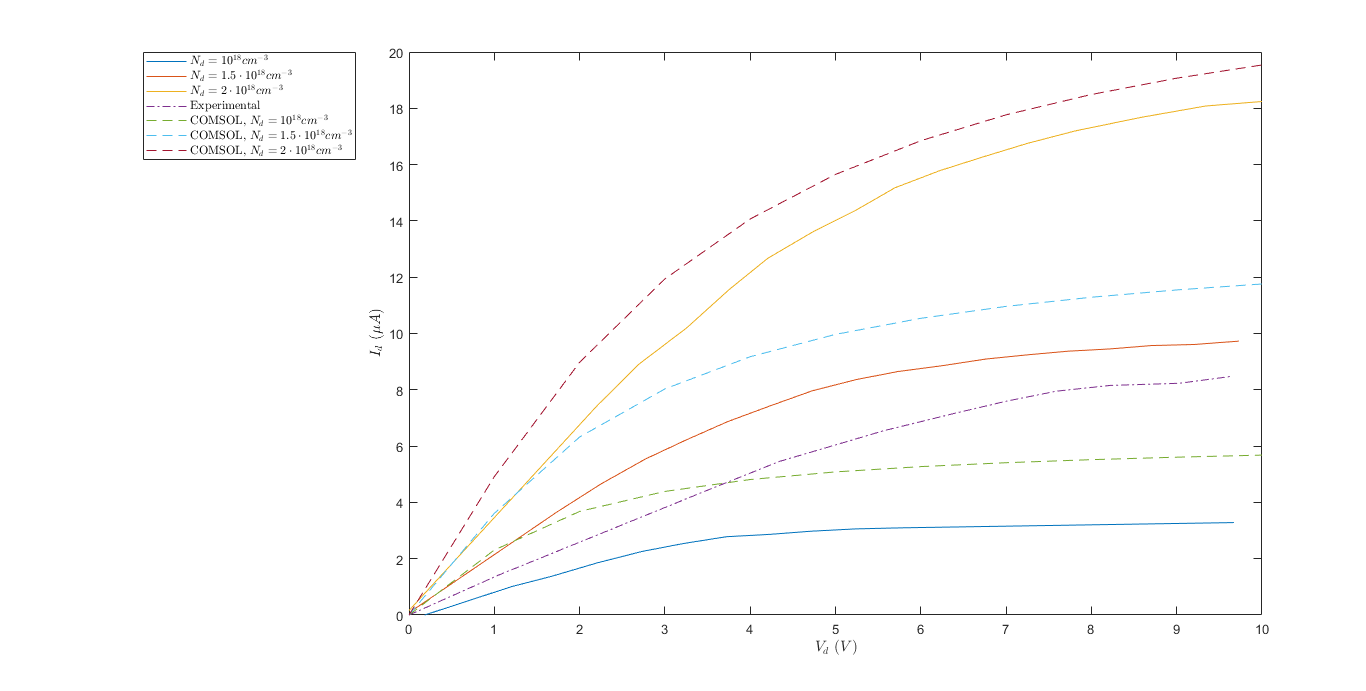 N_d = 10^18 cm^−3
N_d = 1.5 · 10^18 cm^−3
N_d = 2 · 10^18 cm^−3
Experimental
COMSOL, N_d = 10^18 cm^−3
COMSOL, N_d = 1.5 · 10^18 cm^−3
COMSOL, N_d = 2 · 10^18 cm^−3
20
18
16
14
12
10
8
6
4
2
0
I_d (μA)
0 1 2 3 4 5 6 7 8 9 10
V_d (V)